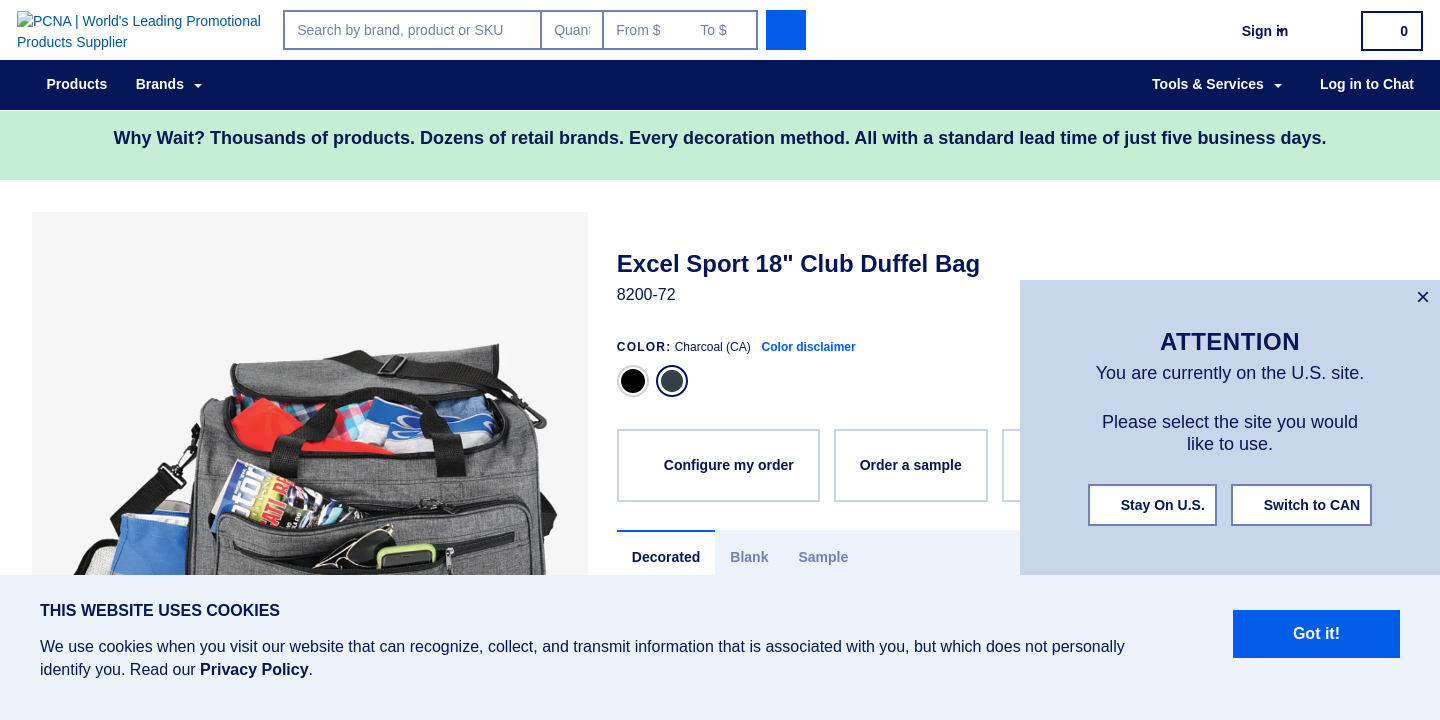 PCNA | World's Leading Promotional
Products Supplier
Search by brand, product or SKU
Quant
From $
To $
Sign in
0
Products
Brands
Tools & Services
Log in to Chat
Why Wait? Thousands of products. Dozens of retail brands. Every decoration method. All with a standard lead time of just five business days.
Excel Sport 18" Club Duffel Bag
8200-72
COLOR: Charcoal (CA) Color disclaimer
Configure my order
Order a sample
Decorated
Blank
Sample
×
ATTENTION
You are currently on the U.S. site.
Please select the site you would
like to use.
Stay On U.S.
Switch to CAN
THIS WEBSITE USES COOKIES
We use cookies when you visit our website that can recognize, collect, and transmit information that is associated with you, but which does not personally
identify you. Read our Privacy Policy.
Got it!